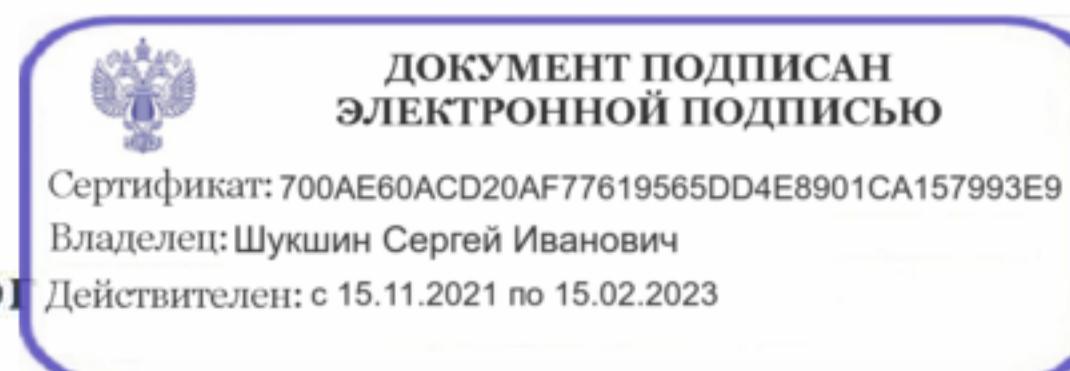 ДОКУМЕНТ ПОДПИСАН
ЭЛЕКТРОННОЙ ПОДПИСЬЮ
Сертификат: 700AE60ACD20AF77619565DD4E8901CA157993E9
Владелец: Шукшин Сергей Иванович
Действителен: с 15.11.2021 по 15.02.2023